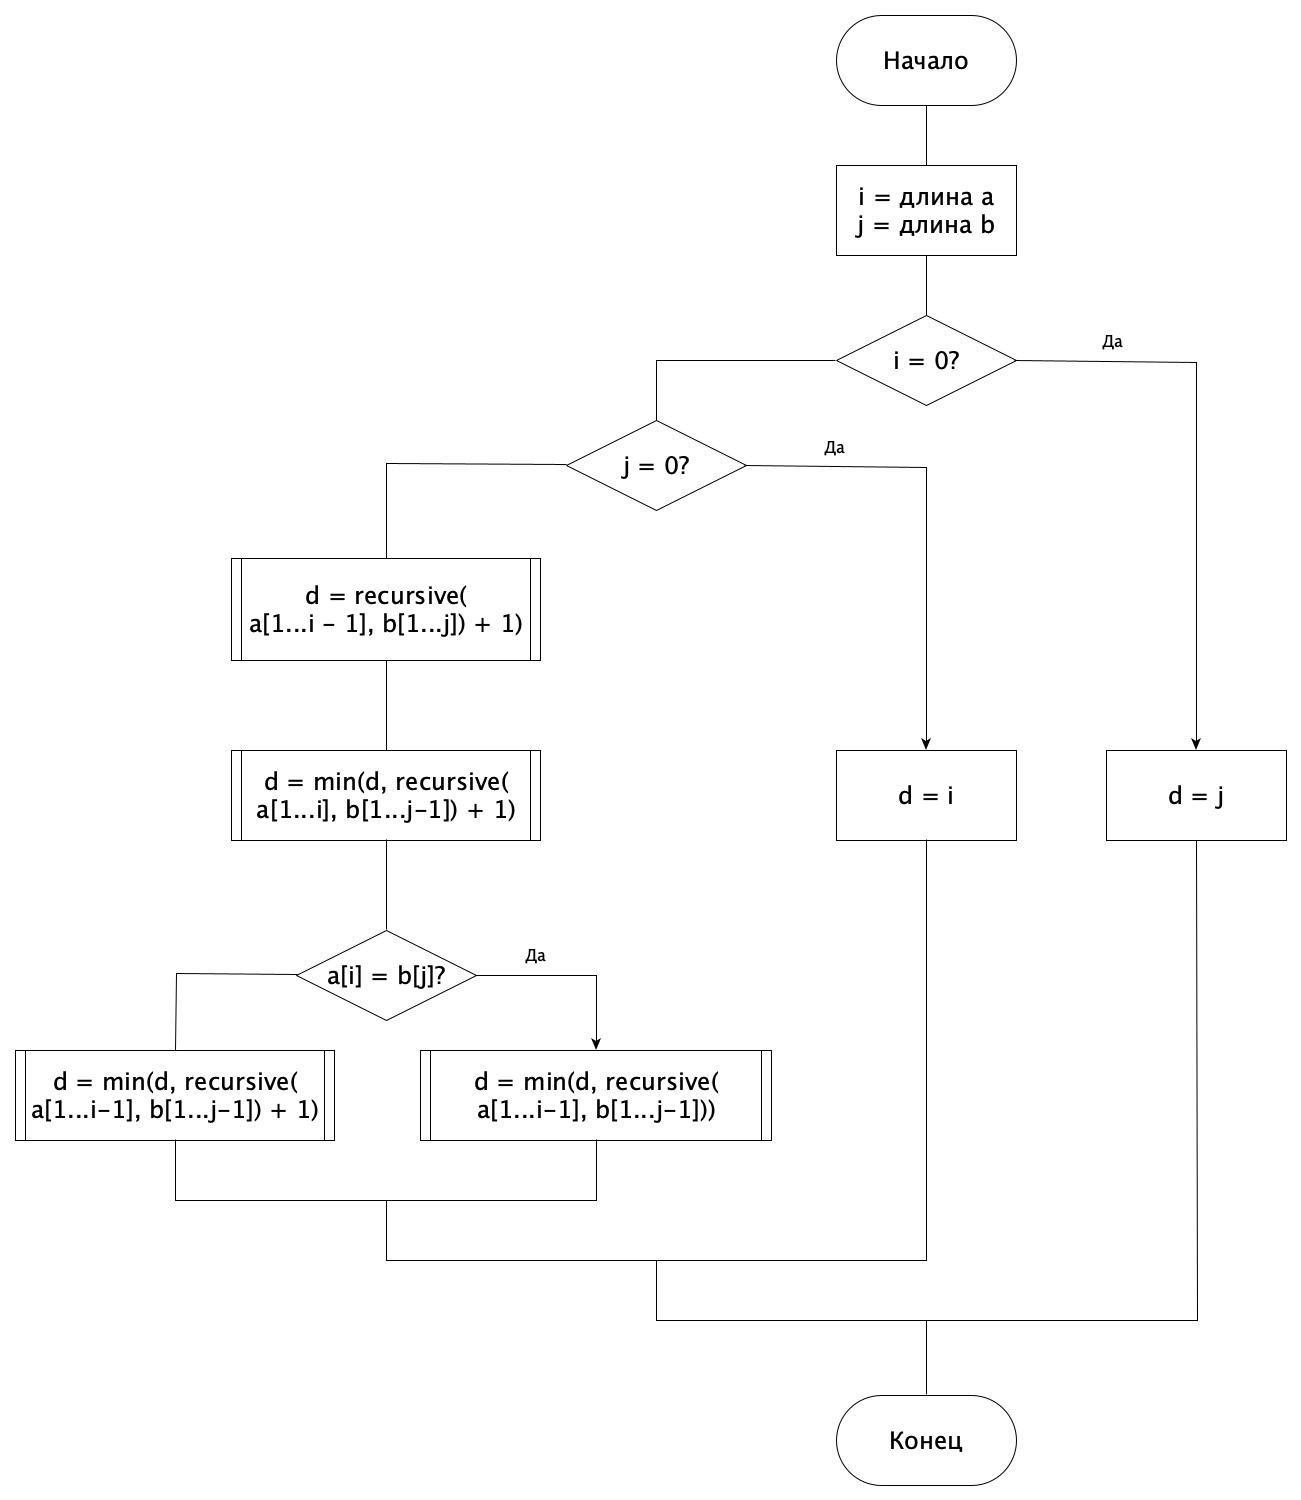 Начало
i = длина a
j = длина b
i = 0?
Да
j = 0?
Да
d = recursive(
a[1...i - 1], b[1...j]) + 1)
d = min(d, recursive(
a[1...i], b[1...j-1]) + 1)
d = i
d = j
a[i] = b[j]?
Да
d = min(d, recursive(
a[1...i-1], b[1...j-1]) + 1)
d = min(d, recursive(
a[1...i-1], b[1...j-1]))
Конец